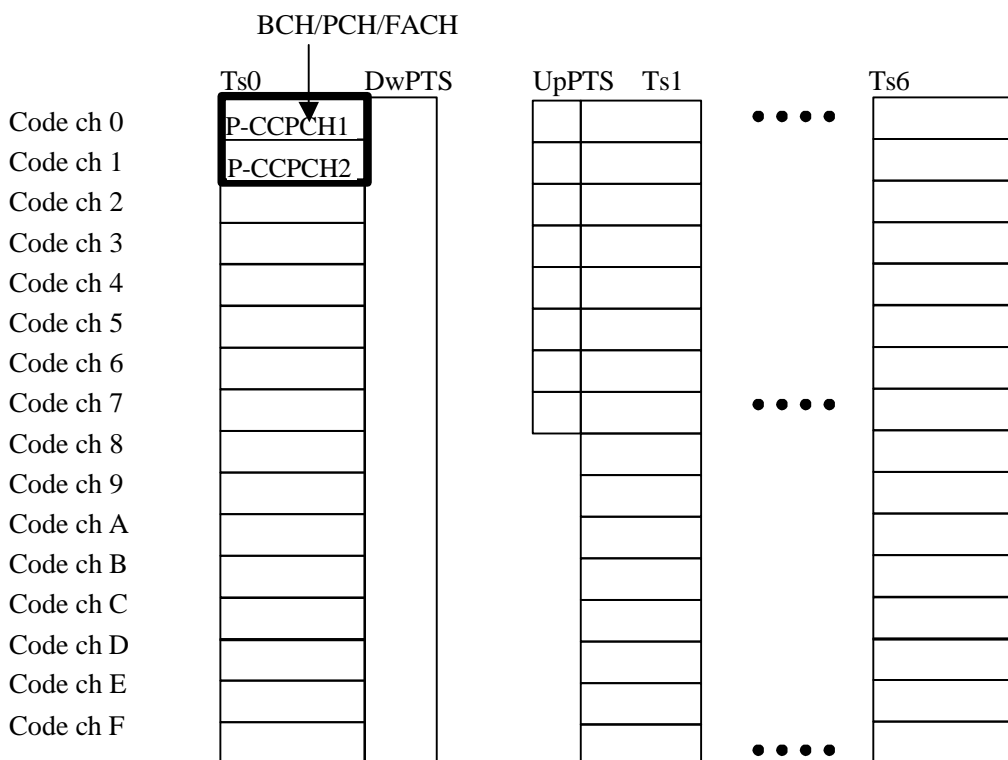 BCH/PCH/FACH
Ts0 DwPTS UpPTS Ts1 Ts6
Code ch 0 P-CCPCH1
Code ch 1 P-CCPCH2
Code ch 2
Code ch 3
Code ch 4
Code ch 5
Code ch 6
Code ch 7
Code ch 8
Code ch 9
Code ch A
Code ch B
Code ch C
Code ch D
Code ch E
Code ch F